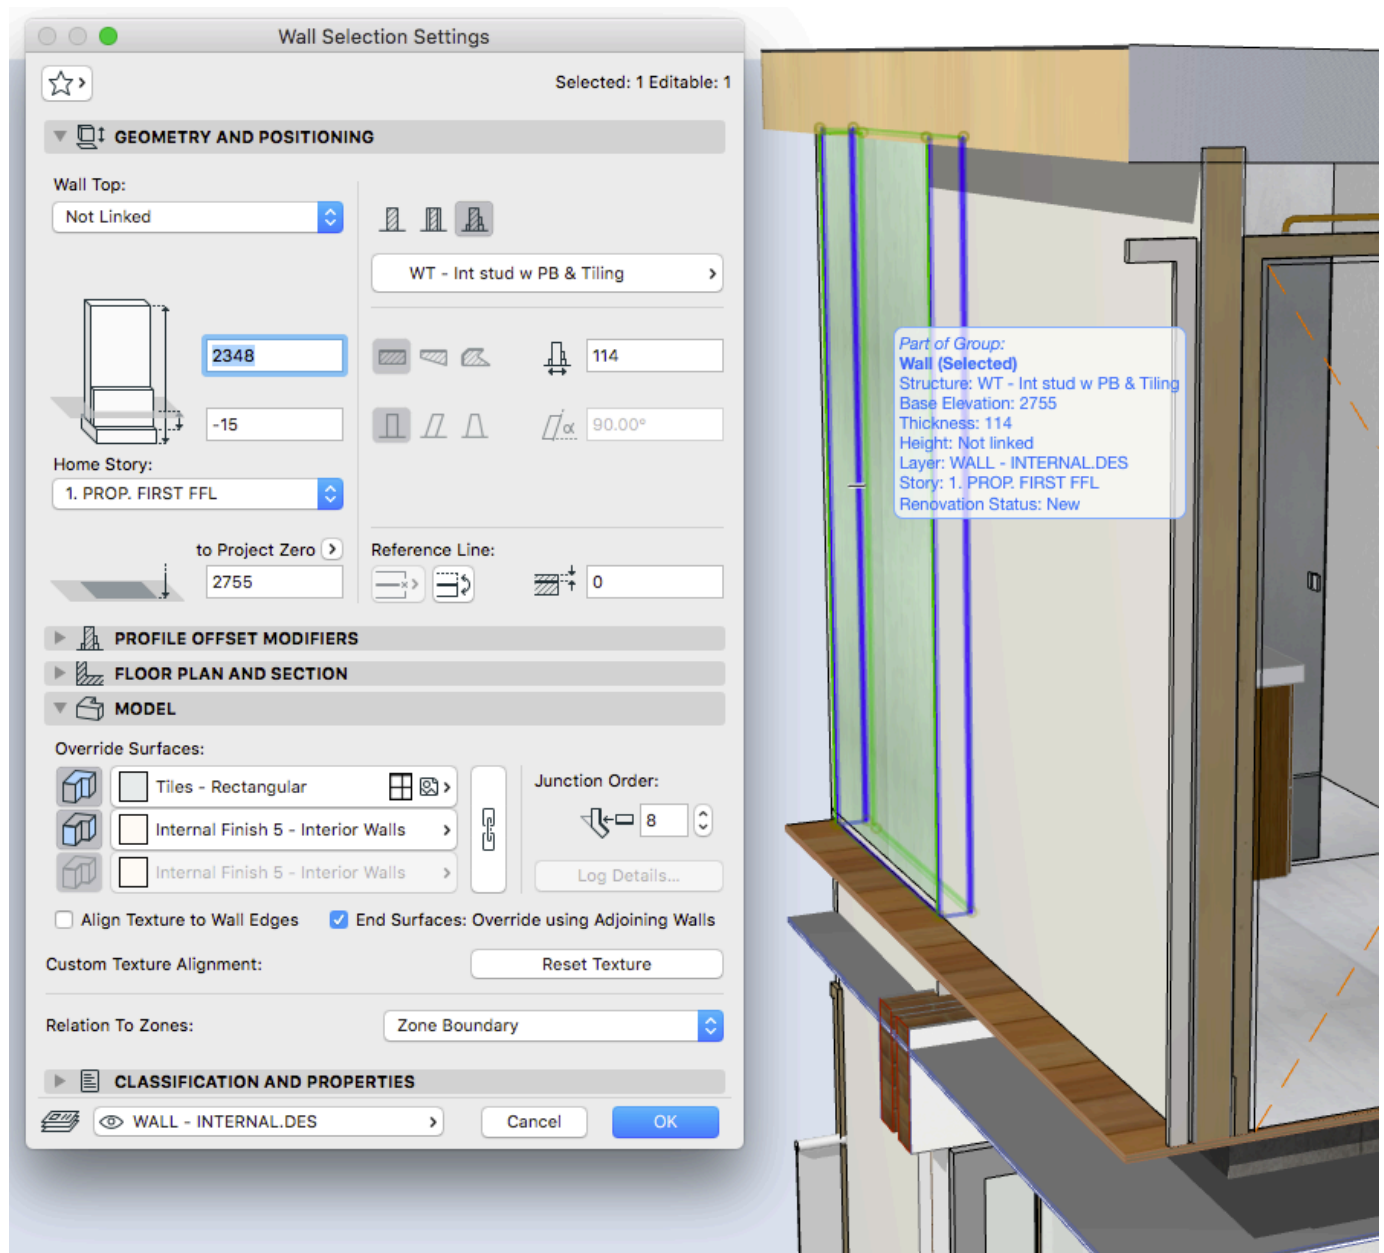 Wall Selection Settings
Selected: 1 Editable: 1
GEOMETRY AND POSITIONING
Wall Top:
Not Linked
WT - Int stud w PB & Tiling
2348
114
-15
α
90.00°
Home Story:
1. PROP. FIRST FFL
to Project Zero
Reference Line:
2755
0
PROFILE OFFSET MODIFIERS
FLOOR PLAN AND SECTION
MODEL
Override Surfaces:
Tiles - Rectangular
Internal Finish 5 - Interior Walls
Internal Finish 5 - Interior Walls
Junction Order:
8
Log Details...
Align Texture to Wall Edges
End Surfaces: Override using Adjoining Walls
Custom Texture Alignment:
Reset Texture
Relation To Zones:
Zone Boundary
CLASSIFICATION AND PROPERTIES
WALL - INTERNAL.DES
Cancel
OK
Part of Group:
Wall (Selected)
Structure: WT - Int stud w PB & Tiling
Base Elevation: 2755
Thickness: 114
Height: Not linked
Layer: WALL - INTERNAL.DES
Story: 1. PROP. FIRST FFL
Renovation Status: New